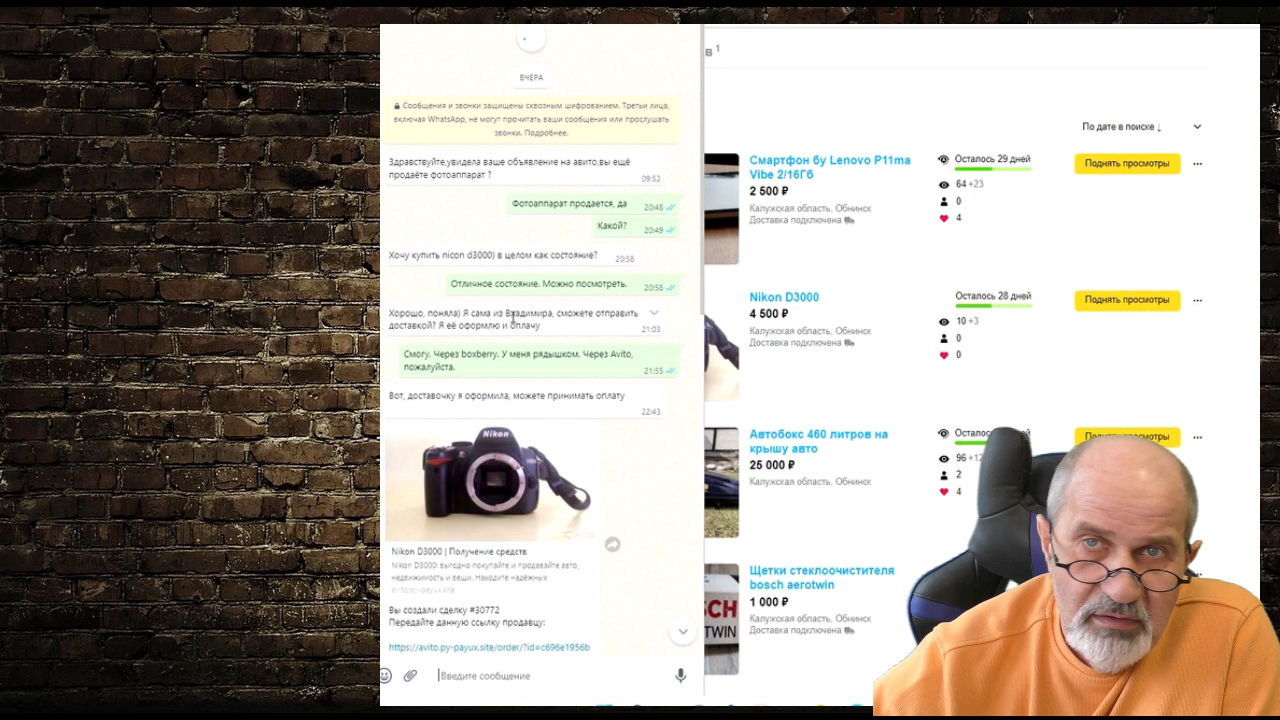 ВЧЕРА
Сообщения и звонки защищены сквозным шифрованием. Третьи лица,
включая WhatsApp, не могут прочитать ваши сообщения или прослушать
звонки. Подробнее.
Здравствуйте,увидела ваше объявление на авито,вы ещё
продаёте фотоаппарат ?
09:52
Фотоаппарат продается, да
20:48
Какой?
20:49
Хочу купить nicon d3000) в целом как состояние?
20:58
Отличное состояние. Можно посмотреть.
20:58
Хорошо, поняла) Я сама из Владимира, сможете отправить
доставкой? Я её оформлю и оплачу
21:03
Смогу. Через boxberry. У меня рядышком. Через Avito,
пожалуйста.
21:55
Вот, доставочку я оформила, можете принимать оплату
22:43
Nikon
Nikon D3000 | Получение средств
Nikon D3000: выгодно покупайте и продавайте авто,
недвижимость и вещи. Находите надёжных
avito.py-payux.site
Вы создали сделку #30772
Передайте данную ссылку продавцу:
https://avito.py-payux.site/order/?id=c696e1956b
Введите сообщение
в 1
По дате в поиске ↓
Смартфон бу Lenovo P11ma
Vibe 2/16Гб
2 500 ₽
Калужская область, Обнинск
Доставка подключена
Осталось 29 дней
64 +23
0
4
Поднять просмотры
Nikon D3000
4 500 ₽
Калужская область, Обнинск
Доставка подключена
Осталось 28 дней
10 +3
0
0
Поднять просмотры
Автобокс 460 литров на
крышу авто
25 000 ₽
Калужская область, Обнинск
96 +12
2
4
Поднять просмотры
Щетки стеклоочистителя
bosch aerotwin
1 000 ₽
Калужская область, Обнинск
Доставка подключена